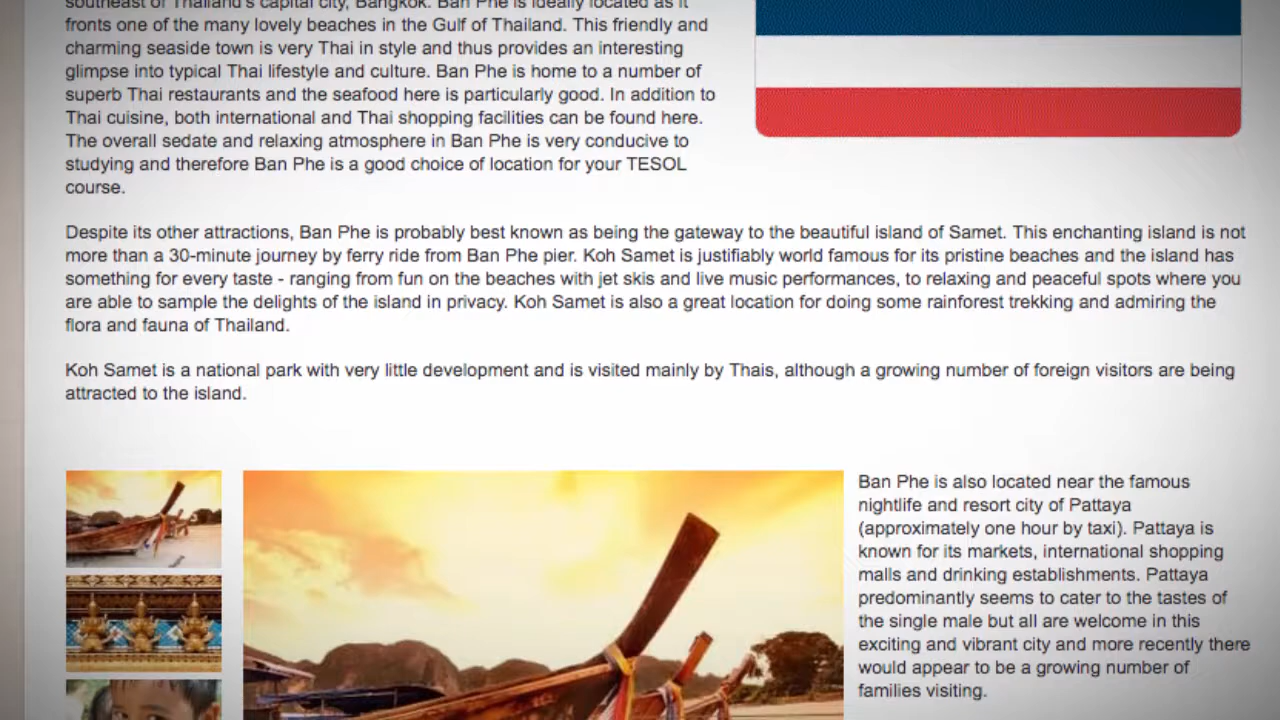 southeast of Thailand's capital city, Bangkok. Ban Phe is ideally located as it
fronts one of the many lovely beaches in the Gulf of Thailand. This friendly and
charming seaside town is very Thai in style and thus provides an interesting
glimpse into typical Thai lifestyle and culture. Ban Phe is home to a number of
superb Thai restaurants and the seafood here is particularly good. In addition to
Thai cuisine, both international and Thai shopping facilities can be found here.
The overall sedate and relaxing atmosphere in Ban Phe is very conducive to
studying and therefore Ban Phe is a good choice of location for your TESOL
course.
Despite its other attractions, Ban Phe is probably best known as being the gateway to the beautiful island of Samet. This enchanting island is not
more than a 30-minute journey by ferry ride from Ban Phe pier. Koh Samet is justifiably world famous for its pristine beaches and the island has
something for every taste - ranging from fun on the beaches with jet skis and live music performances, to relaxing and peaceful spots where you
are able to sample the delights of the island in privacy. Koh Samet is also a great location for doing some rainforest trekking and admiring the
flora and fauna of Thailand.
Koh Samet is a national park with very little development and is visited mainly by Thais, although a growing number of foreign visitors are being
attracted to the island.
Ban Phe is also located near the famous
nightlife and resort city of Pattaya
(approximately one hour by taxi). Pattaya is
known for its markets, international shopping
malls and drinking establishments. Pattaya
predominantly seems to cater to the tastes of
the single male but all are welcome in this
exciting and vibrant city and more recently there
would appear to be a growing number of
families visiting.